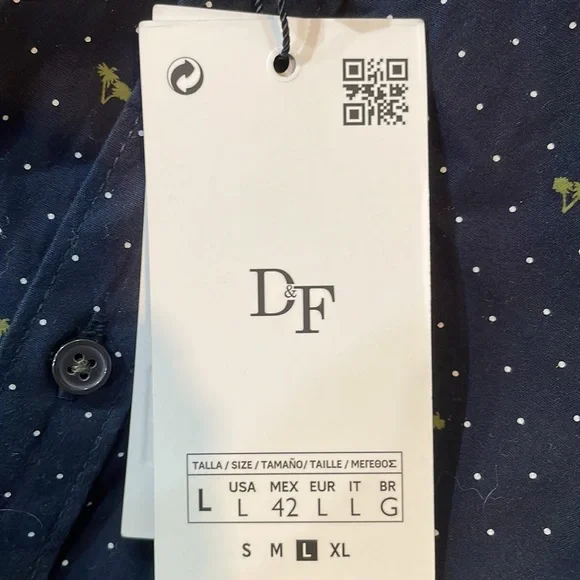 D&F
TALLA / SIZE / TAMAÑO/ TAILLE / ΜΕΓΕΘΟΣ
L USA MEX EUR IT BR
L 42 L L G
S M L XL